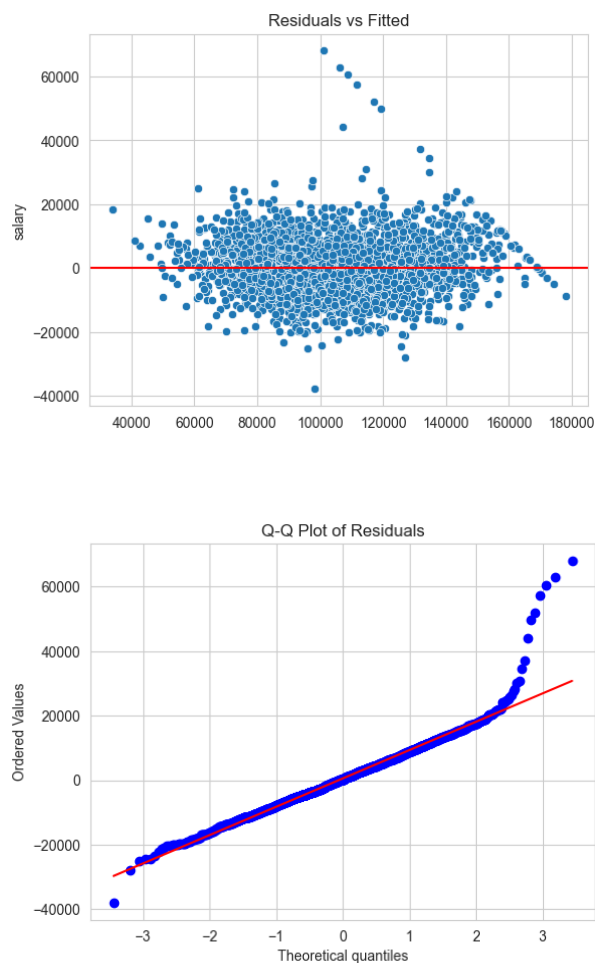 Residuals vs Fitted
60000
40000
20000
0
−20000
−40000
salary
40000 60000 80000 100000 120000 140000 160000 180000
Q-Q Plot of Residuals
60000
40000
20000
0
−20000
−40000
Ordered Values
−3 −2 −1 0 1 2 3
Theoretical quantiles